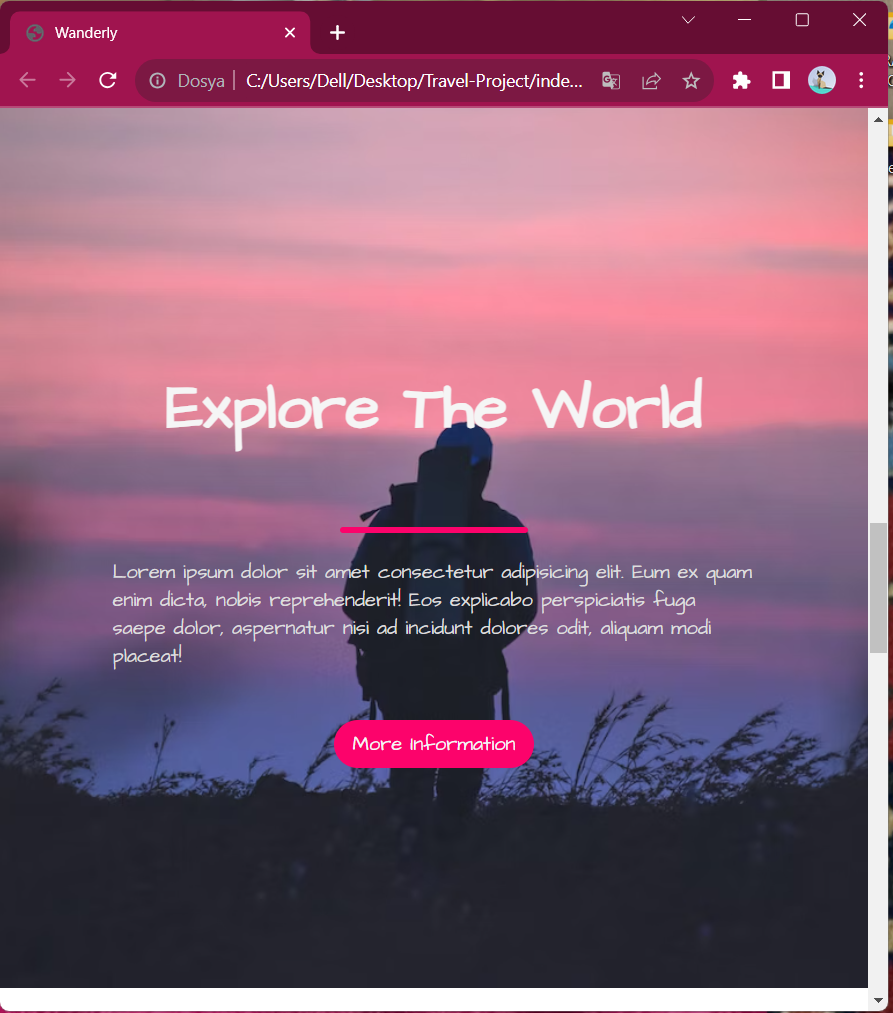 Wanderly
Dosya | C:/Users/Dell/Desktop/Travel-Project/inde...
Explore The World
Lorem ipsum dolor sit amet consectetur adipisicing elit. Eum ex quam
enim dicta, nobis reprehenderit! Eos explicabo perspiciatis fuga
saepe dolor, aspernatur nisi ad incidunt dolores odit, aliquam modi
placeat!
More Information